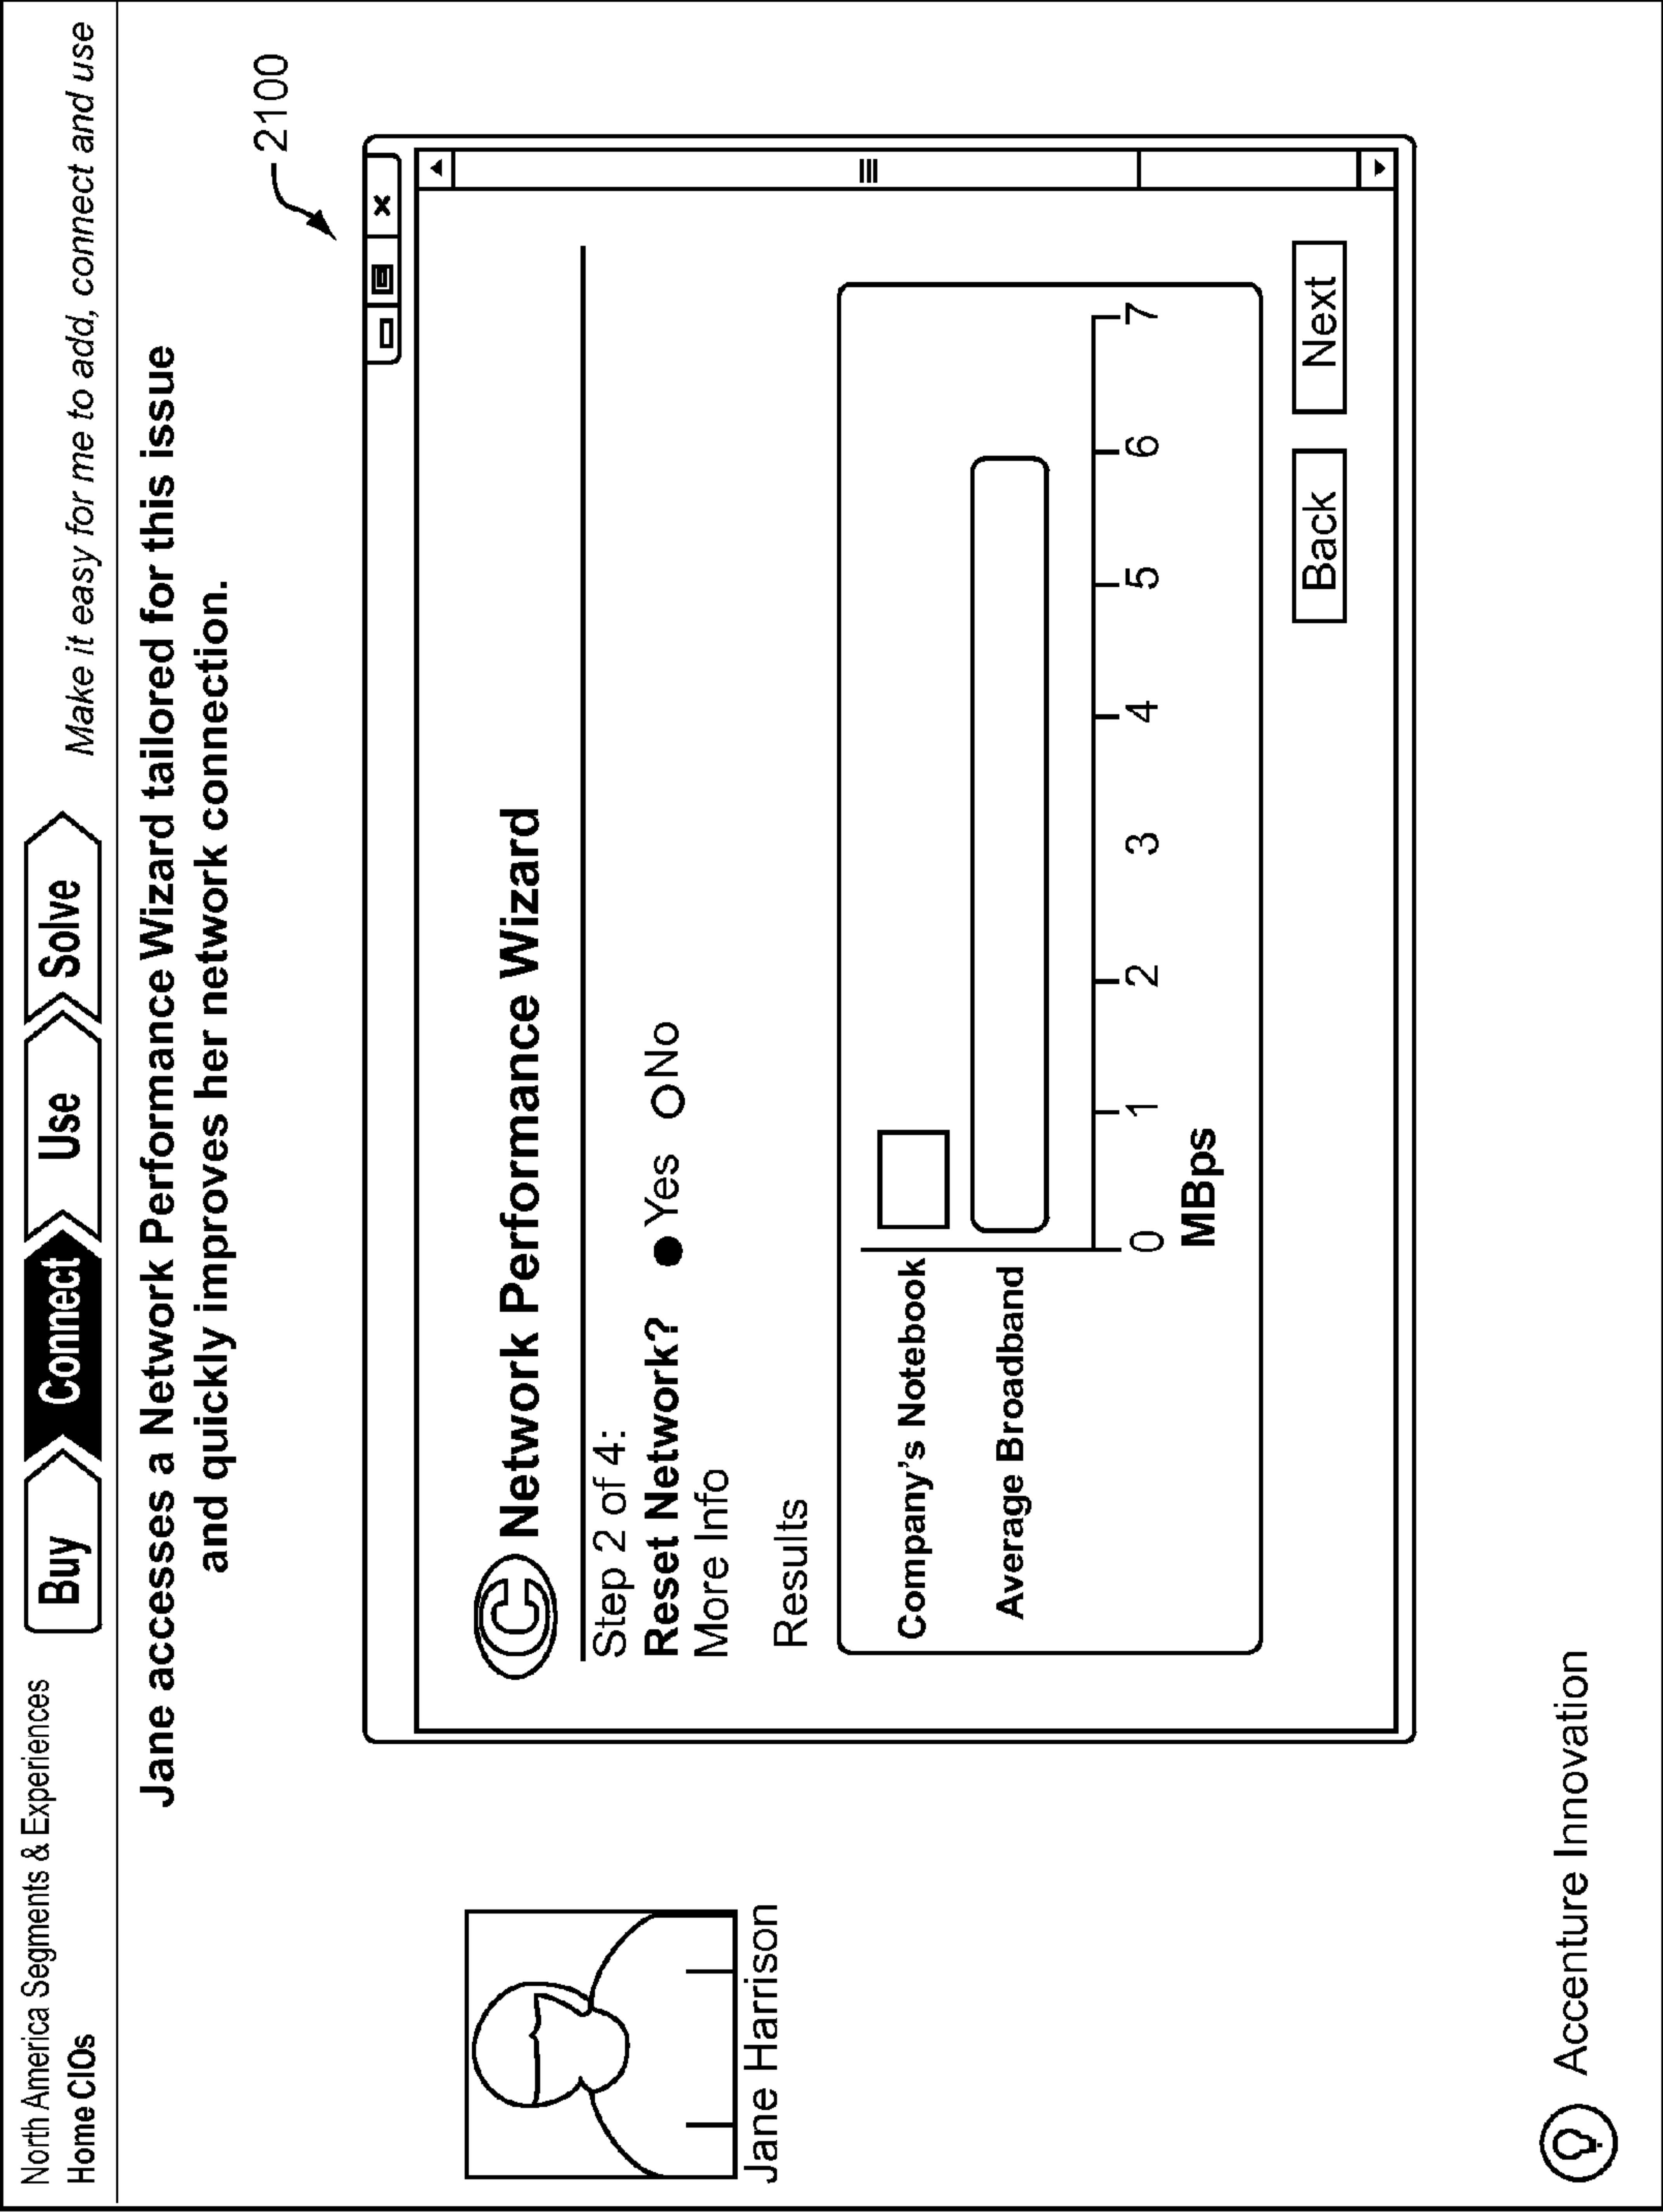 North America Segments & Experiences
Home CIOs
Buy
Connect
Use
Solve
Make it easy for me to add, connect and use
Jane accesses a Network Performance Wizard tailored for this issue
and quickly improves her network connection.
2100
x
C Network Performance Wizard
Step 2 of 4:
Reset Network? Yes No
More Info
Results
Company's Notebook
Average Broadband
0 1 2 3 4 5 6 7
MBps
Back Next
Jane Harrison
Accenture Innovation